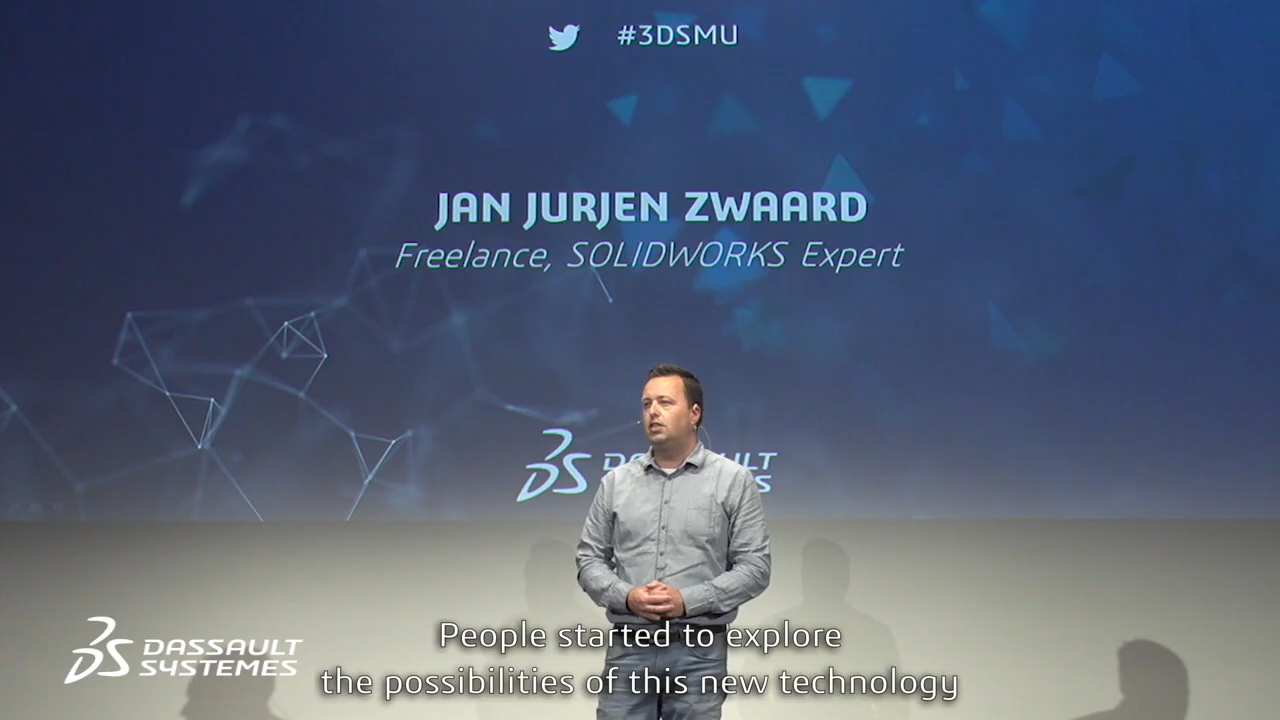 #3DSMU
JAN JURJEN ZWAARD
Freelance, SOLIDWORKS Expert
3DS
DASSAULT
SYSTEMES
People started to explore
the possibilities of this new technology